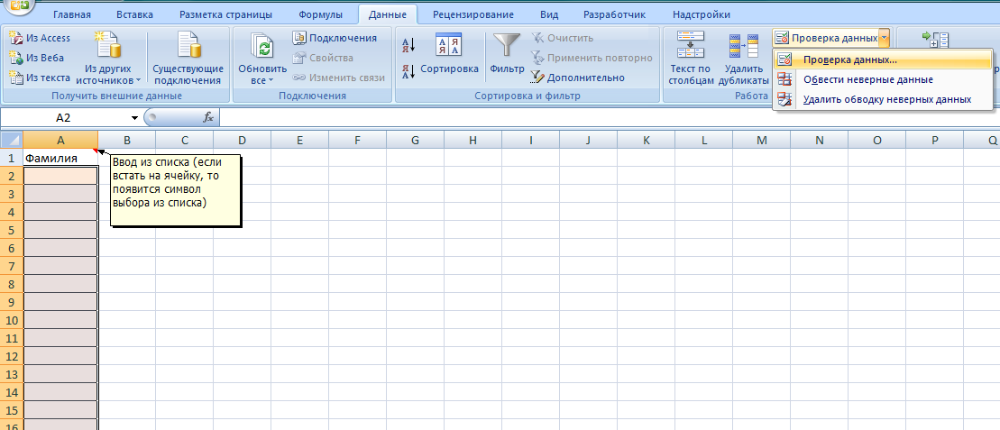 Главная Вставка Разметка страницы Формулы Данные Рецензирование Вид Разработчик Надстройки
Из Access
Из Веба
Из текста
Из других
источников
Существующие
подключения
Получить внешние данные
Обновить
все
Подключения
Свойства
Изменить связи
Подключения
А
Я
Я
А
А Я
Я А
Сортировка
Фильтр
Очистить
Применить повторно
Дополнительно
Сортировка и фильтр
Текст по
столбцам
Удалить
дубликаты
Проверка данных
Проверка данных...
Обвести неверные данные
Удалить обводку неверных данных
Работа
A2
fx
A B C D E F G H I J K L M N O P Q
1 Фамилия
Ввод из списка (если
встать на ячейку, то
появится символ
выбора из списка)
2
3
4
5
6
7
8
9
10
11
12
13
14
15
16